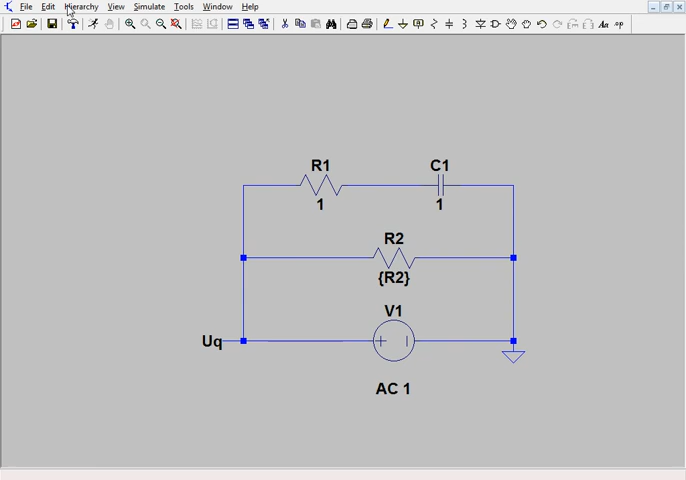 File Edit Hierarchy View Simulate Tools Window Help
R1
1
C1
1
R2
{R2}
V1
Uq
AC 1